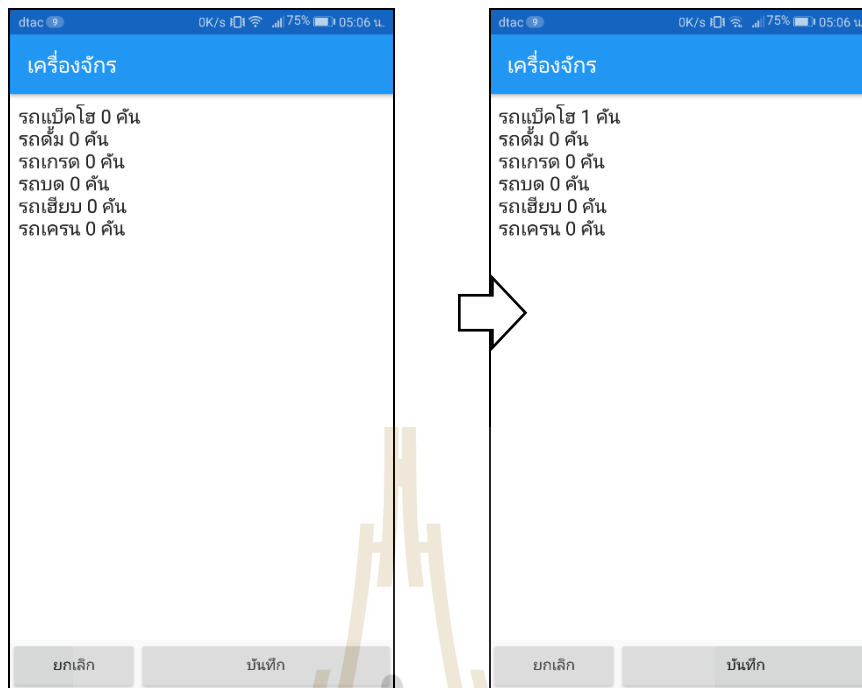 dtac 9 0K/s 75% 05:06 น.
เครื่องจักร
รถแบ็คโฮ 0 คัน
รถดั้ม 0 คัน
รถเกรด 0 คัน
รถบด 0 คัน
รถเฮียบ 0 คัน
รถเครน 0 คัน
ยกเลิก บันทึก
dtac 9 0K/s 75% 05:06 น
เครื่องจักร
รถแบ็คโฮ 1 คัน
รถดั้ม 0 คัน
รถเกรด 0 คัน
รถบด 0 คัน
รถเฮียบ 0 คัน
รถเครน 0 คัน
ยกเลิก บันทึก